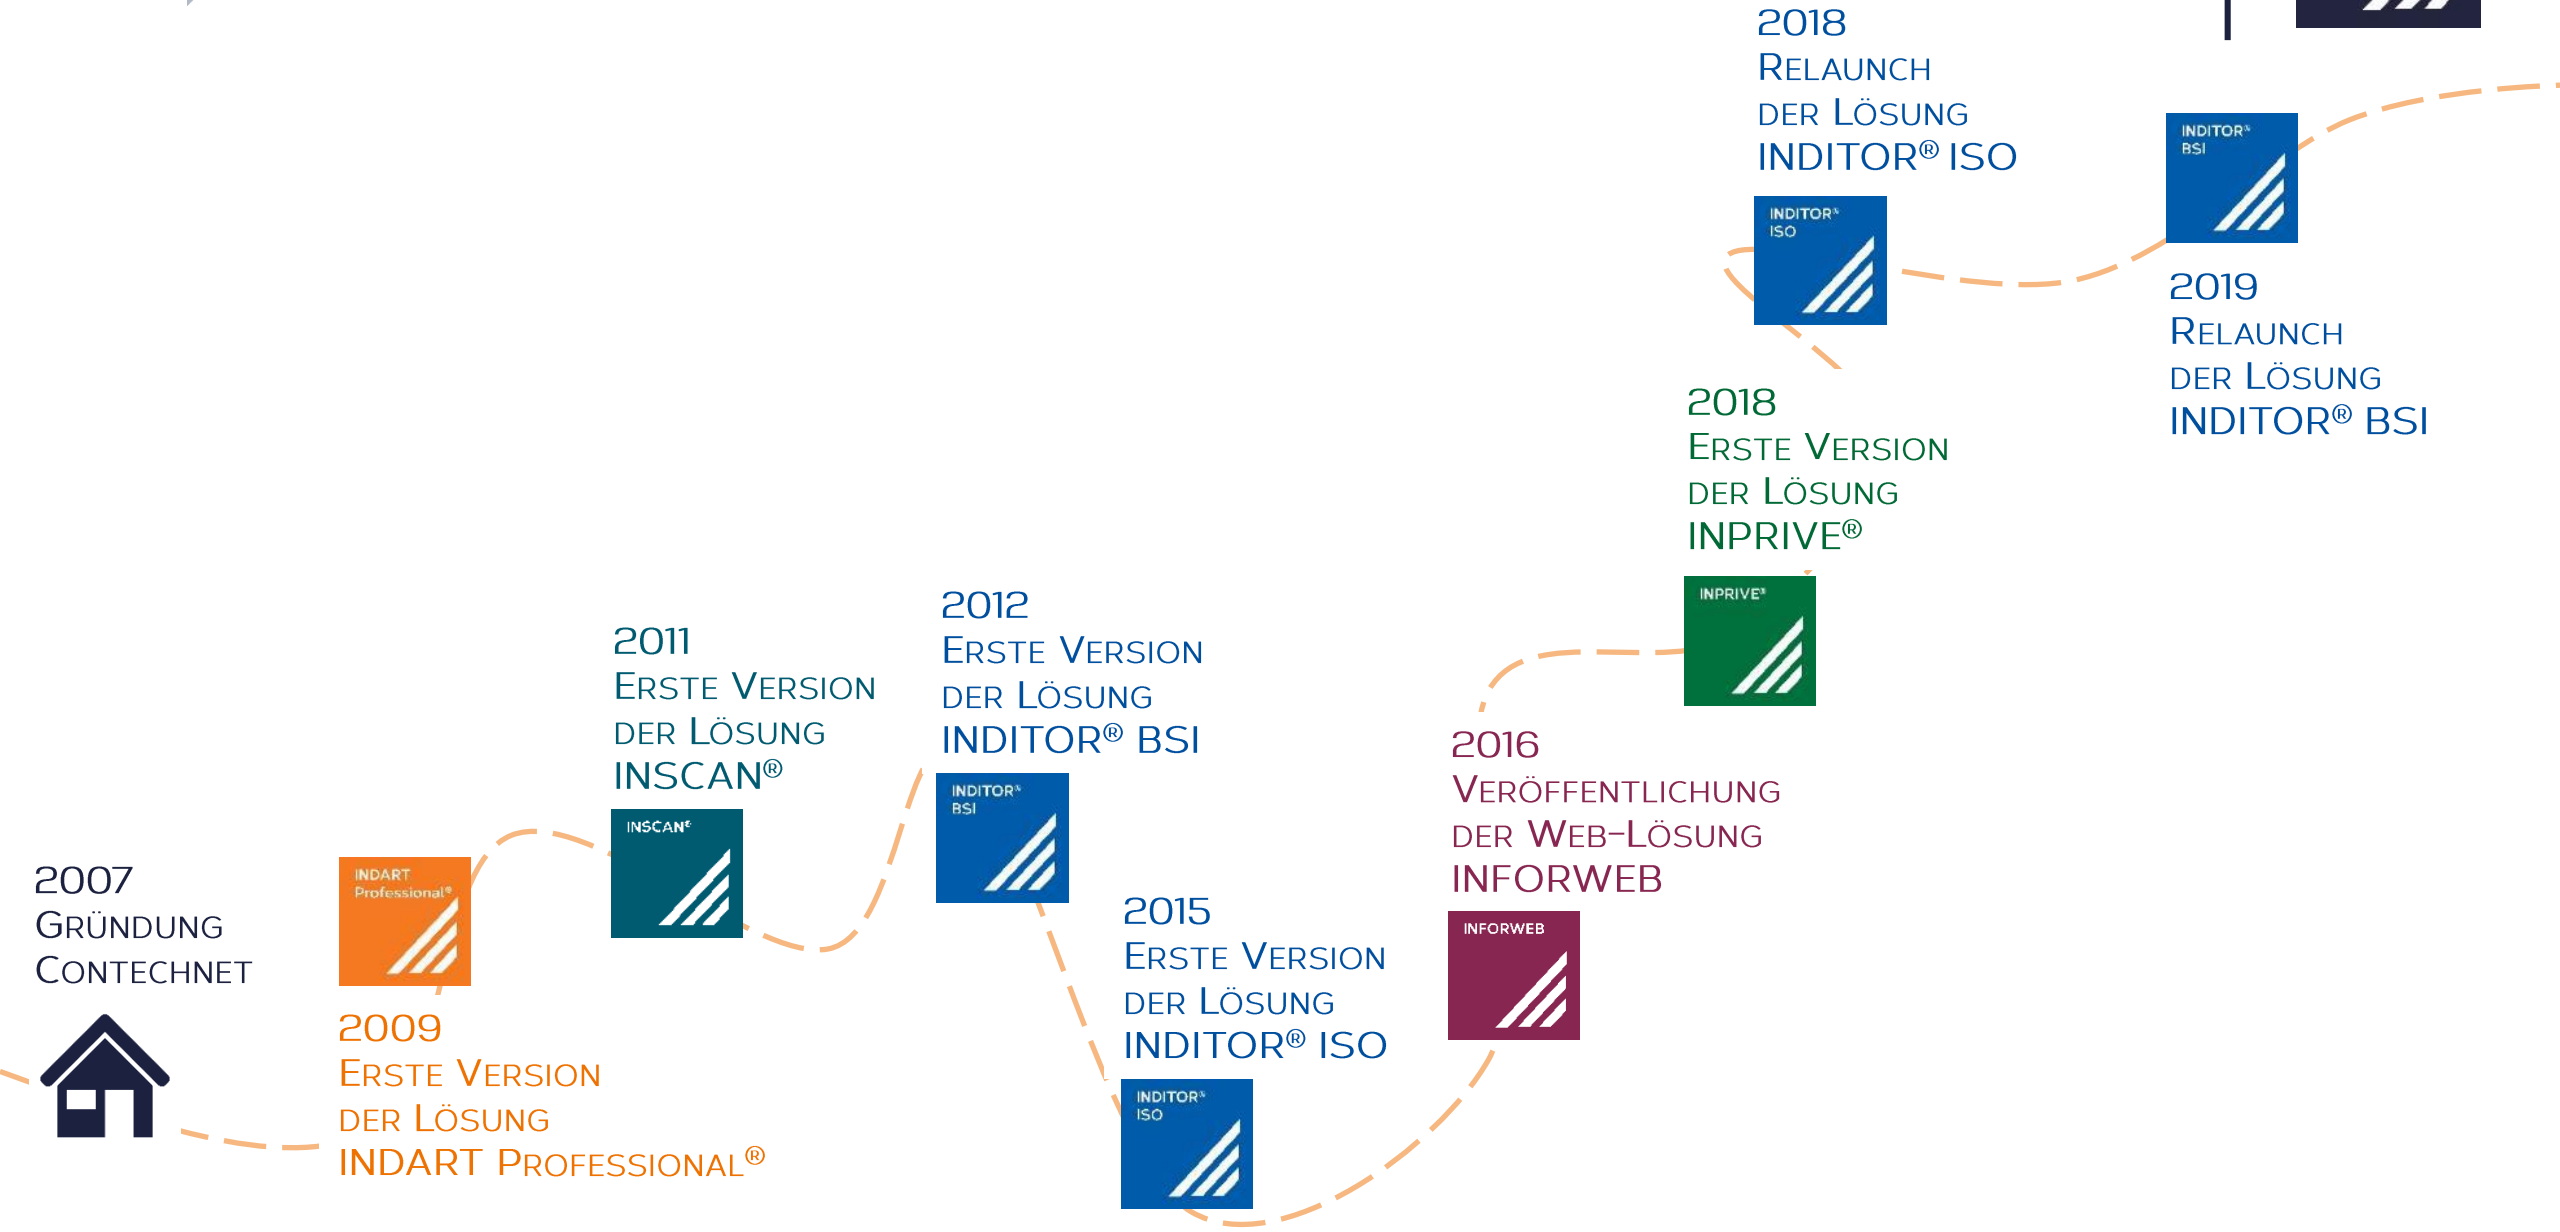 2007
Gründung
Contechnet
INDART
Professional®
2009
Erste Version
der Lösung
INDART Professional®
2011
Erste Version
der Lösung
INSCAN®
INSCAN®
2012
Erste Version
der Lösung
INDITOR® BSI
INDITOR®
BSI
2015
Erste Version
der Lösung
INDITOR® ISO
INDITOR®
ISO
2016
Veröffentlichung
der Web-Lösung
INFORWEB
INFORWEB
2018
Erste Version
der Lösung
INPRIVE®
INPRIVE®
2018
Relaunch
der Lösung
INDITOR® ISO
INDITOR®
ISO
INDITOR®
BSI
2019
Relaunch
der Lösung
INDITOR® BSI